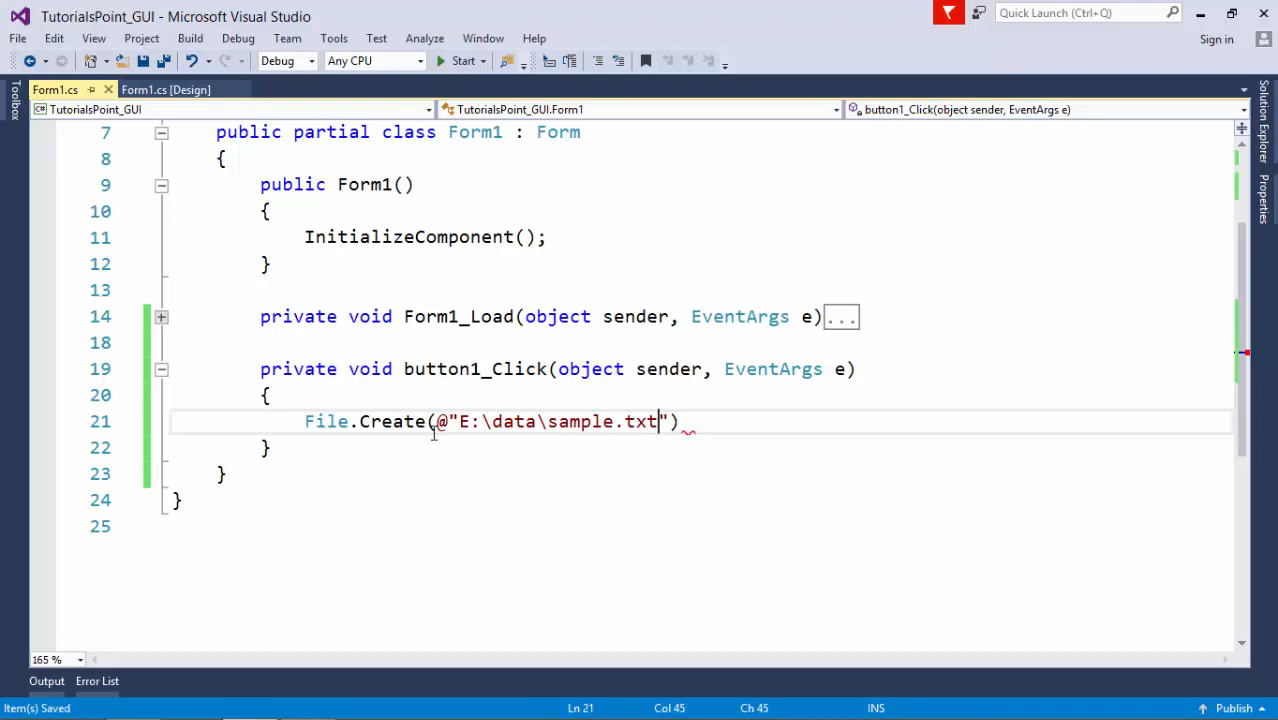 TutorialsPoint_GUI - Microsoft Visual Studio
Quick Launch (Ctrl+Q)
File Edit View Project Build Debug Team Tools Test Analyze Window Help
Sign in
Debug Any CPU Start
Toolbox
Form1.cs Form1.cs [Design]
TutorialsPoint_GUI TutorialsPoint_GUI.Form1 button1_Click(object sender, EventArgs e)
Solution Explorer
Properties
7 public partial class Form1 : Form
8 {
9 public Form1()
10 {
11 InitializeComponent();
12 }
13
14 private void Form1_Load(object sender, EventArgs e)...
18
19 private void button1_Click(object sender, EventArgs e)
20 {
21 File.Create(@"E:\data\sample.txt")
22 }
23 }
24 }
25
165 %
Output Error List
Item(s) Saved Ln 21 Col 45 Ch 45 INS Publish